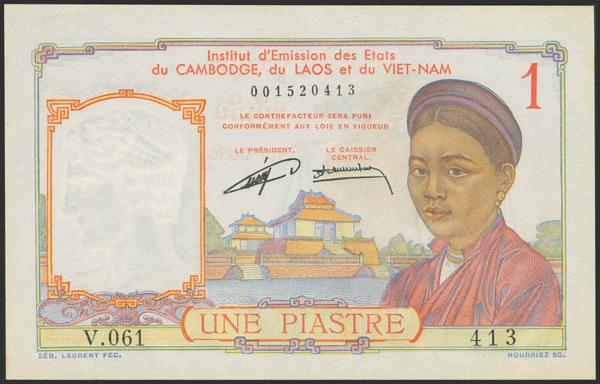 Institut d'Emission des Etats
du CAMBODGE, du LAOS et du VIET-NAM
1
001520413
LE CONTREFACTEUR SERA PUNI
CONFORMÉMENT AUX LOIS EN VIGUEUR
LE PRÉSIDENT,
LE CAISSIER
CENTRAL,
V.061
UNE PIASTRE
413
SÉB. LAURENT FEC.
HOURRIEZ SC.